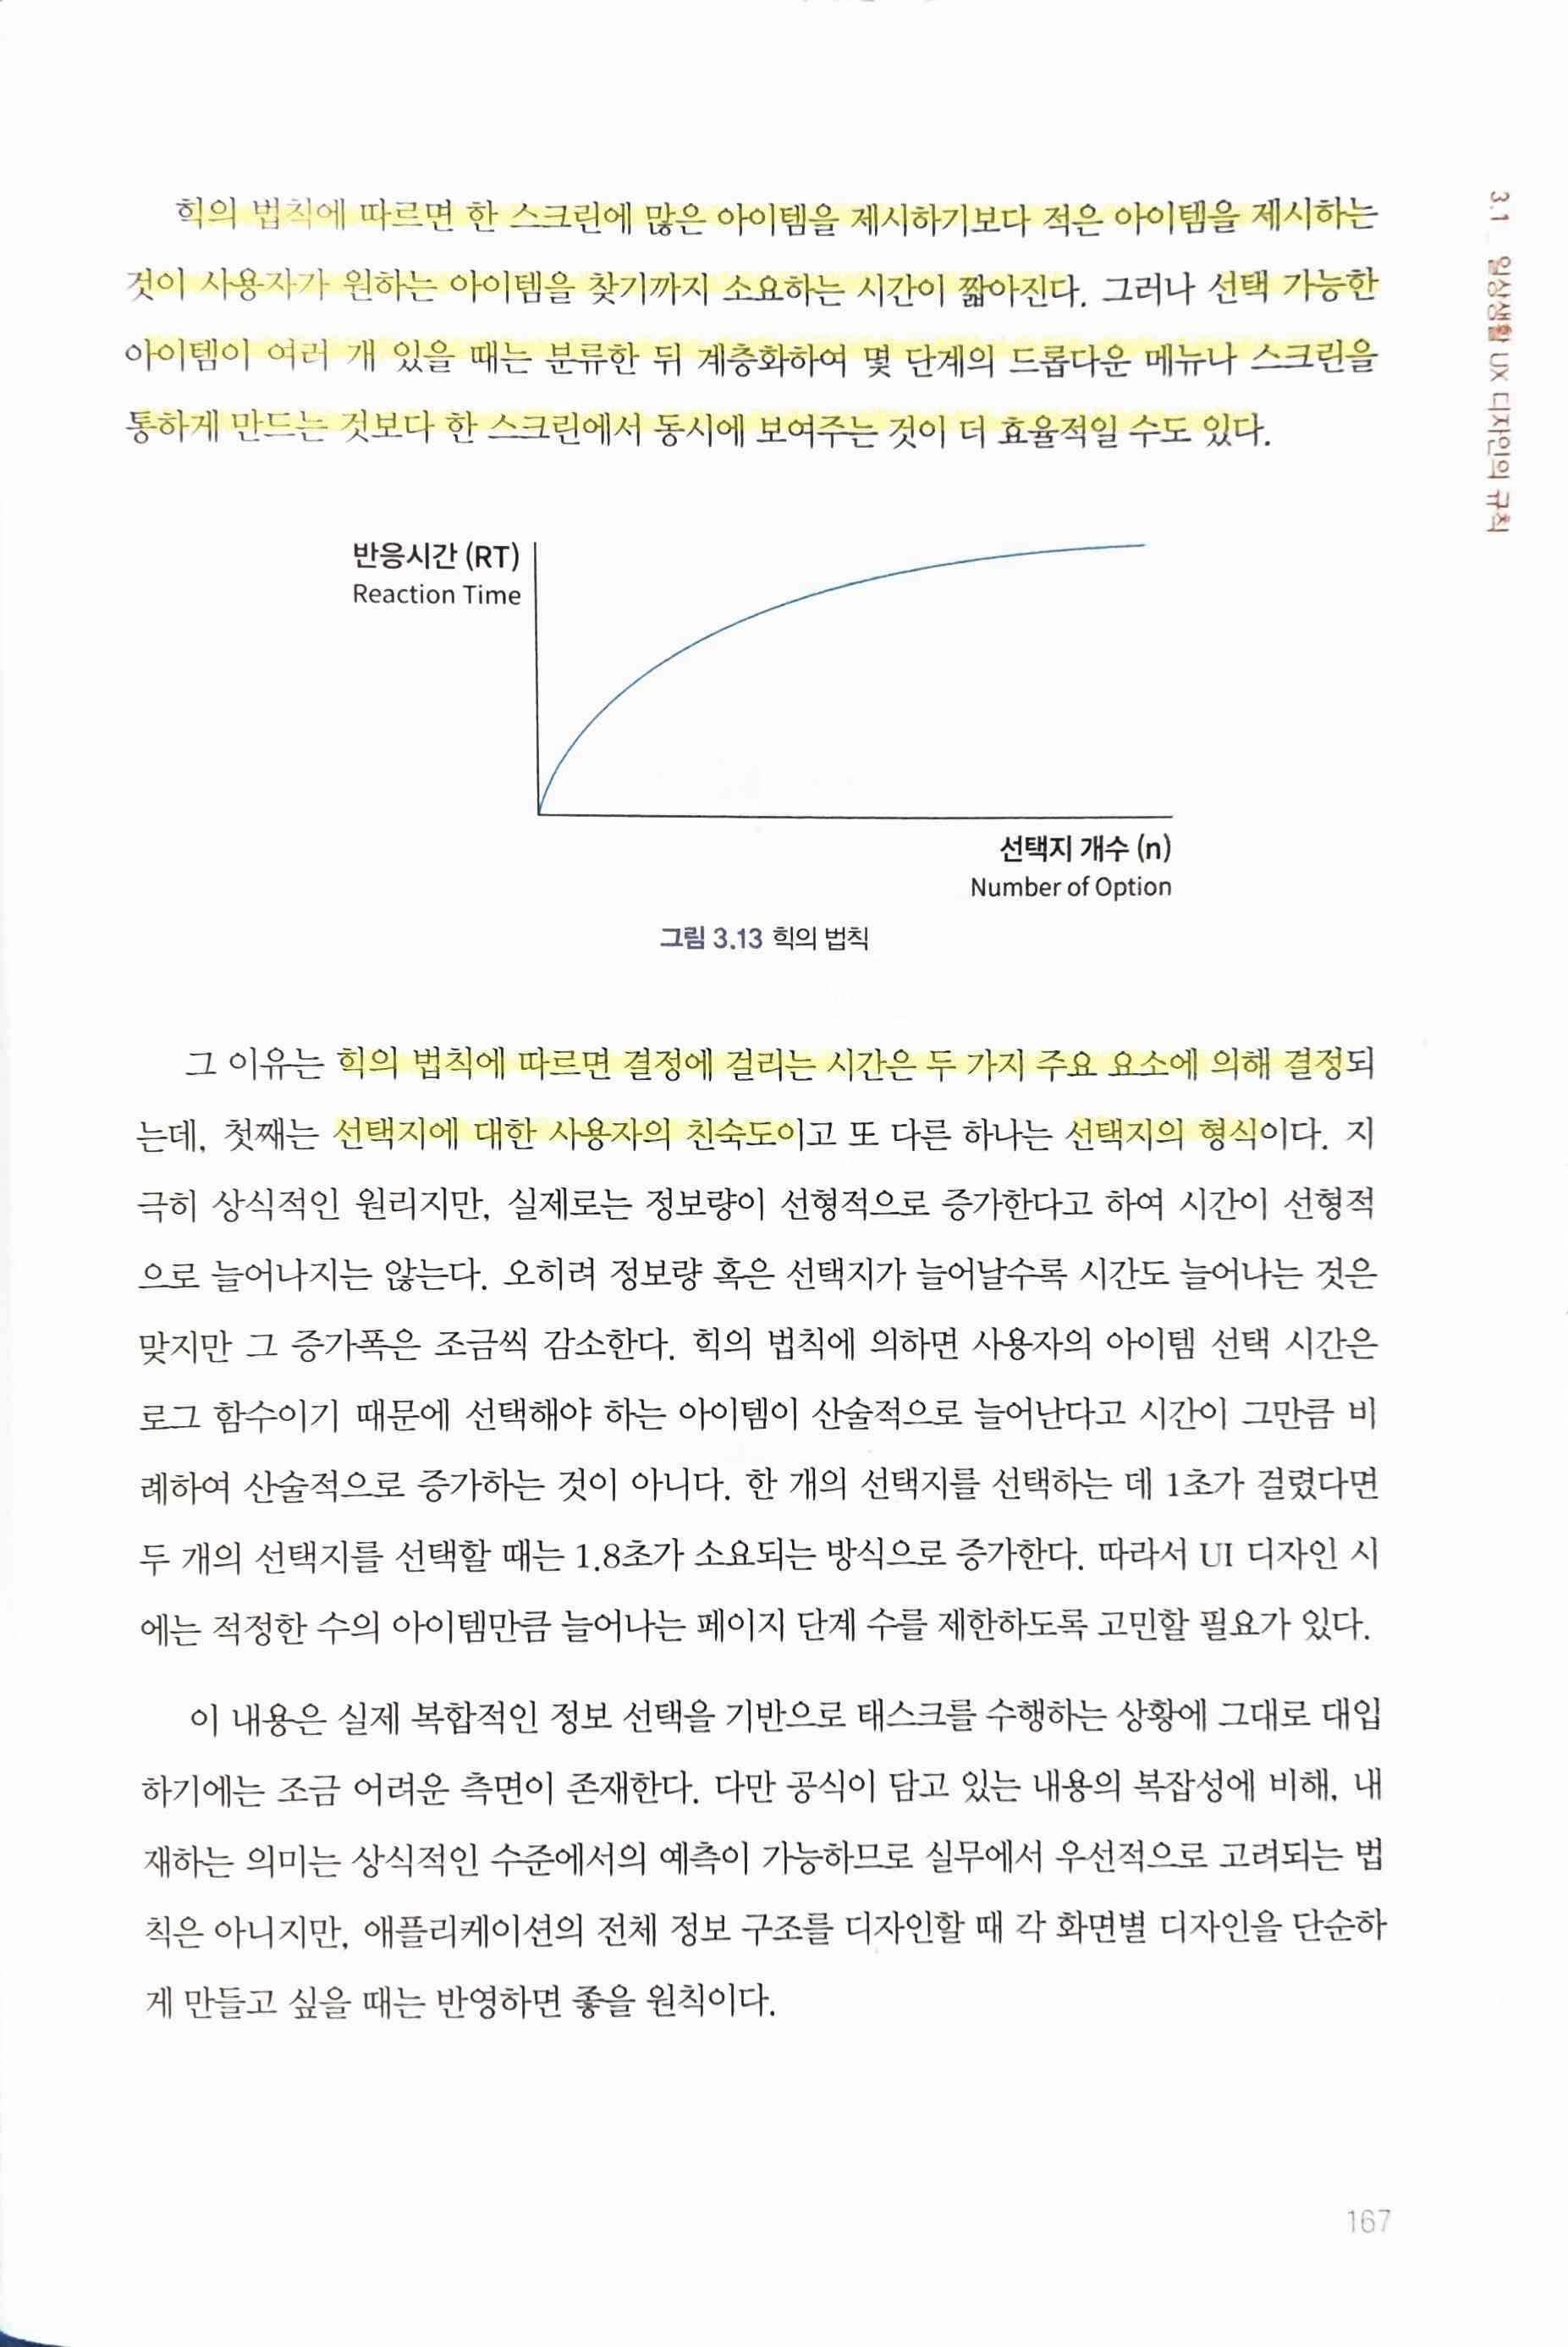 3.1 일상생활 UX 디자인의 규칙
힉의 법칙에 따르면 한 스크린에 많은 아이템을 제시하기보다 적은 아이템을 제시하는
것이 사용자가 원하는 아이템을 찾기까지 소요하는 시간이 짧아진다. 그러나 선택 가능한
아이템이 여러 개 있을 때는 분류한 뒤 계층화하여 몇 단계의 드롭다운 메뉴나 스크린을
통하게 만드는 것보다 한 스크린에서 동시에 보여주는 것이 더 효율적일 수도 있다.
반응시간 (RT)
Reaction Time
선택지 개수 (n)
Number of Option
그림 3.13 힉의 법칙
그 이유는 힉의 법칙에 따르면 결정에 걸리는 시간은 두 가지 주요 요소에 의해 결정되
는데, 첫째는 선택지에 대한 사용자의 친숙도이고 또 다른 하나는 선택지의 형식이다. 지
극히 상식적인 원리지만, 실제로는 정보량이 선형적으로 증가한다고 하여 시간이 선형적
으로 늘어나지는 않는다. 오히려 정보량 혹은 선택지가 늘어날수록 시간도 늘어나는 것은
맞지만 그 증가폭은 조금씩 감소한다. 힉의 법칙에 의하면 사용자의 아이템 선택 시간은
로그 함수이기 때문에 선택해야 하는 아이템이 산술적으로 늘어난다고 시간이 그만큼 비
례하여 산술적으로 증가하는 것이 아니다. 한 개의 선택지를 선택하는 데 1초가 걸렸다면
두 개의 선택지를 선택할 때는 1.8초가 소요되는 방식으로 증가한다. 따라서 UI 디자인 시
에는 적정한 수의 아이템만큼 늘어나는 페이지 단계 수를 제한하도록 고민할 필요가 있다.
이 내용은 실제 복합적인 정보 선택을 기반으로 태스크를 수행하는 상황에 그대로 대입
하기에는 조금 어려운 측면이 존재한다. 다만 공식이 담고 있는 내용의 복잡성에 비해, 내
재하는 의미는 상식적인 수준에서의 예측이 가능하므로 실무에서 우선적으로 고려되는 법
칙은 아니지만, 애플리케이션의 전체 정보 구조를 디자인할 때 각 화면별 디자인을 단순하
게 만들고 싶을 때는 반영하면 좋을 원칙이다.
167